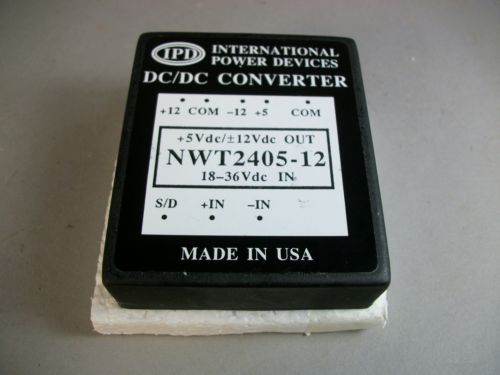 IPD INTERNATIONAL
POWER DEVICES
DC/DC CONVERTER
+12 COM -12 +5 COM
+5Vdc/±12Vdc OUT
NWT2405-12
18-36Vdc IN
S/D +IN -IN
MADE IN USA